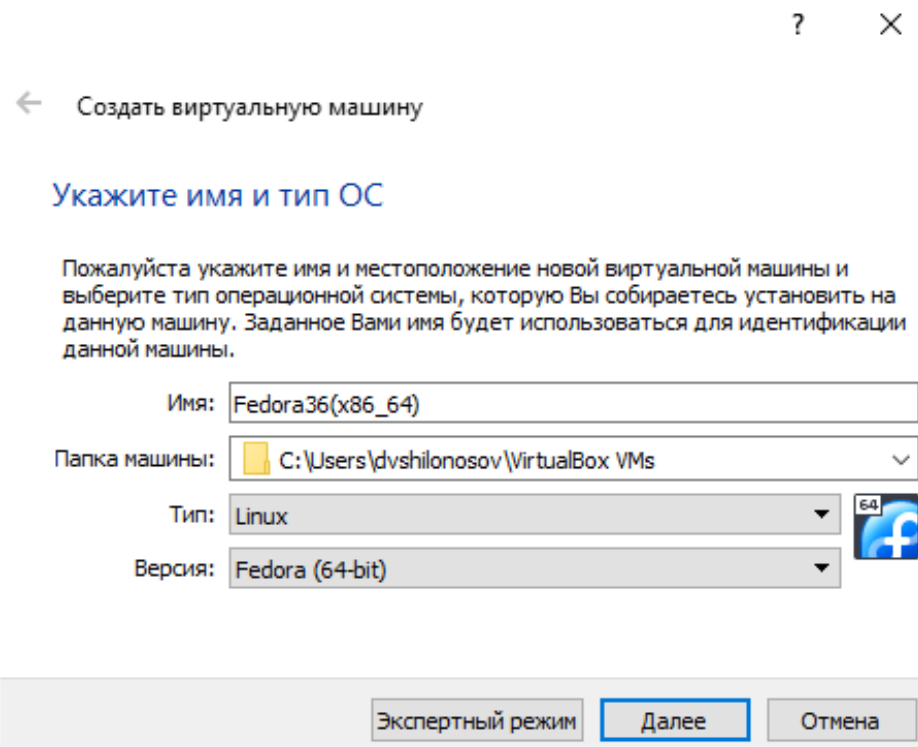 ?
Создать виртуальную машину
Укажите имя и тип ОС
Пожалуйста укажите имя и местоположение новой виртуальной машины и
выберите тип операционной системы, которую Вы собираетесь установить на
данную машину. Заданное Вами имя будет использоваться для идентификации
данной машины.
Имя: Fedora36(x86_64)
Папка машины: C:\Users\dvshilonosov\VirtualBox VMs
Тип: Linux
64
Версия: Fedora (64-bit)
Экспертный режим Далее Отмена